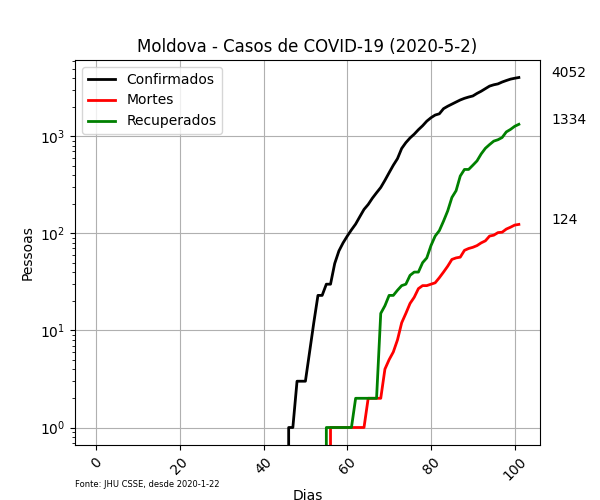 Moldova - Casos de COVID-19 (2020-5-2)
Confirmados
Mortes
Recuperados
4052
1334
124
10³
10²
10¹
10⁰
Pessoas
0 20 40 60 80 100
Fonte: JHU CSSE, desde 2020-1-22
Dias